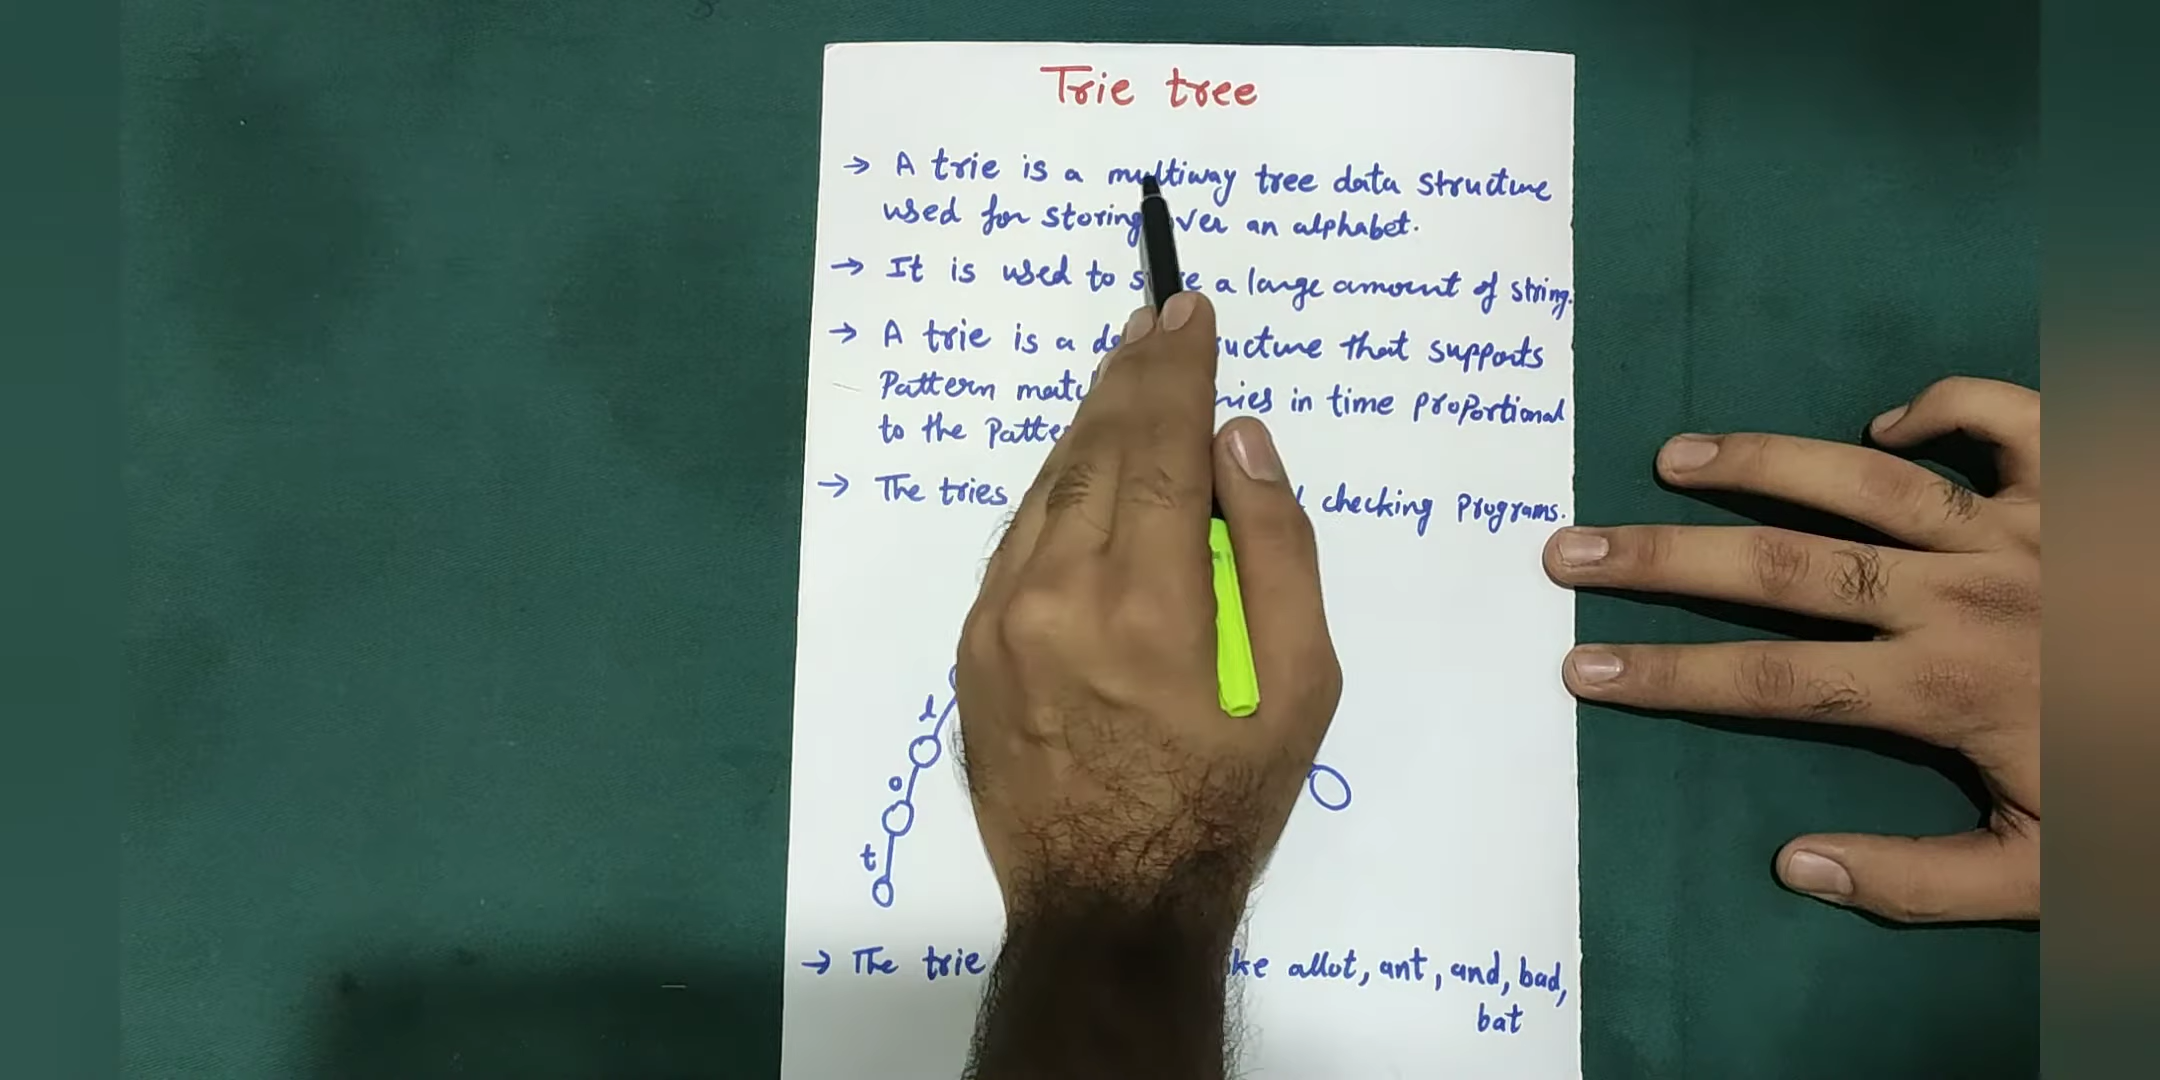 Trie tree
→ A trie is a multiway tree data structure
used for storing over an alphabet.
→ It is used to a large amount of string.
→ A trie is a that supports
Pattern in time proportional
to the
→ The tries checking programs.
l
o
t
→ The trie allot, ant, and, bad,
bat